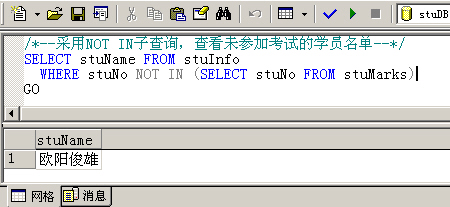 stuDB
/*--采用NOT IN子查询，查看未参加考试的学员名单--*/
SELECT stuName FROM stuInfo
WHERE stuNo NOT IN (SELECT stuNo FROM stuMarks)
GO
stuName
1 欧阳俊雄
网格 消息